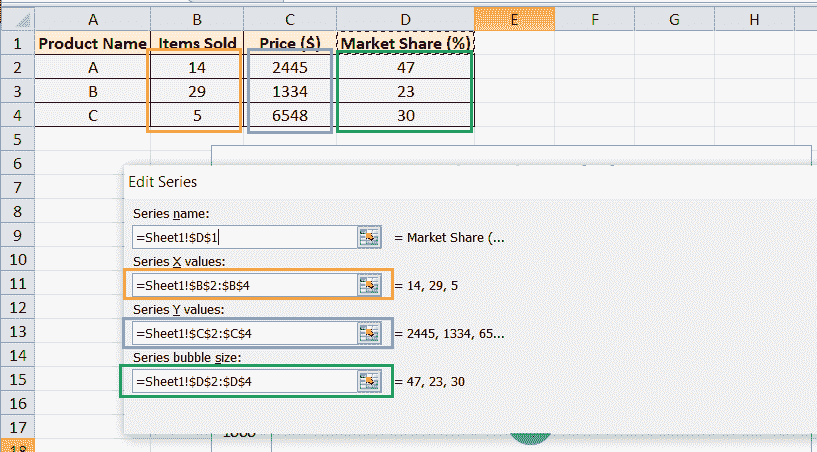 A B C D E F G H
1 Product Name Items Sold Price ($) Market Share (%)
2 A 14 2445 47
3 B 29 1334 23
4 C 5 6548 30
5
6
7 Edit Series
8 Series name:
9 =Sheet1!$D$1 = Market Share (...
10 Series X values:
11 =Sheet1!$B$2:$B$4 = 14, 29, 5
12 Series Y values:
13 =Sheet1!$C$2:$C$4 = 2445, 1334, 65...
14 Series bubble size:
15 =Sheet1!$D$2:$D$4 = 47, 23, 30
16
17 1000
18